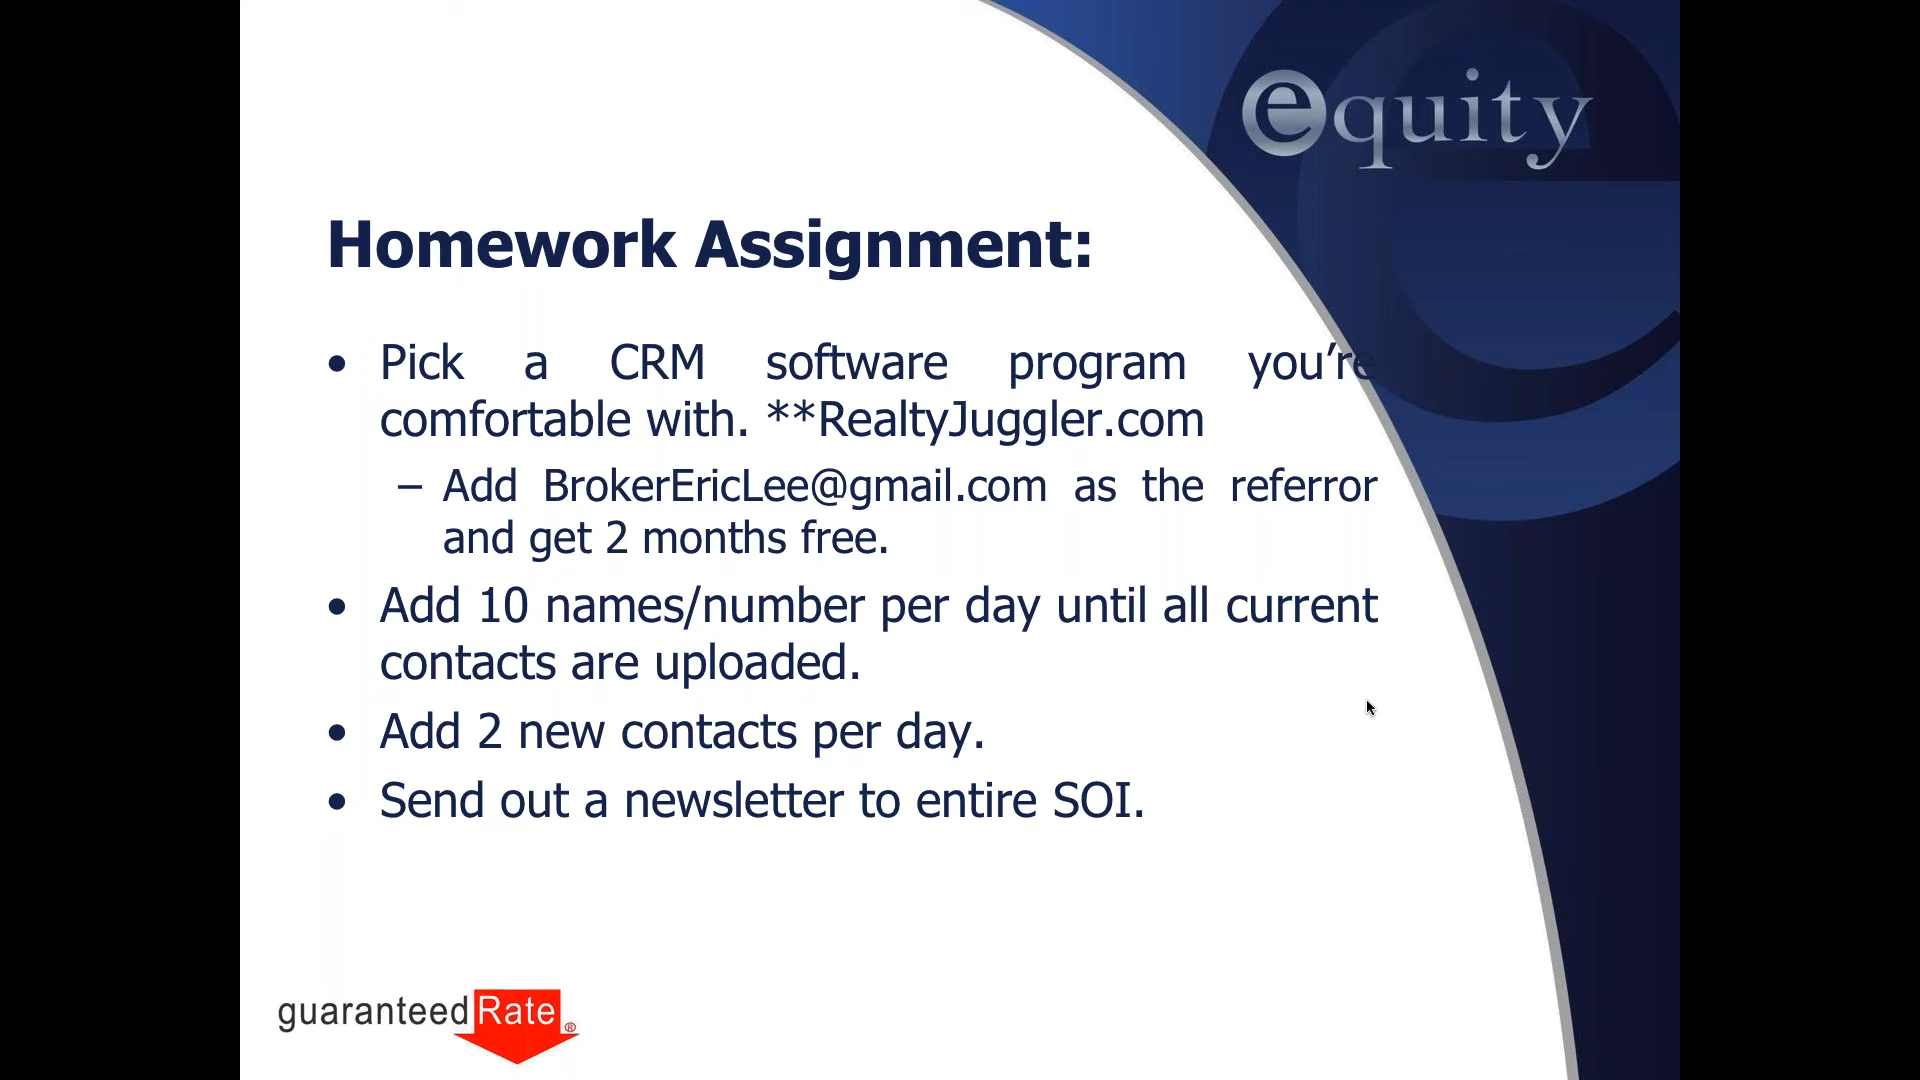 equity
Homework Assignment:
• Pick a CRM software program you’re
comfortable with. **RealtyJuggler.com
– Add BrokerEricLee@gmail.com as the referror
and get 2 months free.
• Add 10 names/number per day until all current
contacts are uploaded.
• Add 2 new contacts per day.
• Send out a newsletter to entire SOI.
guaranteedRate®